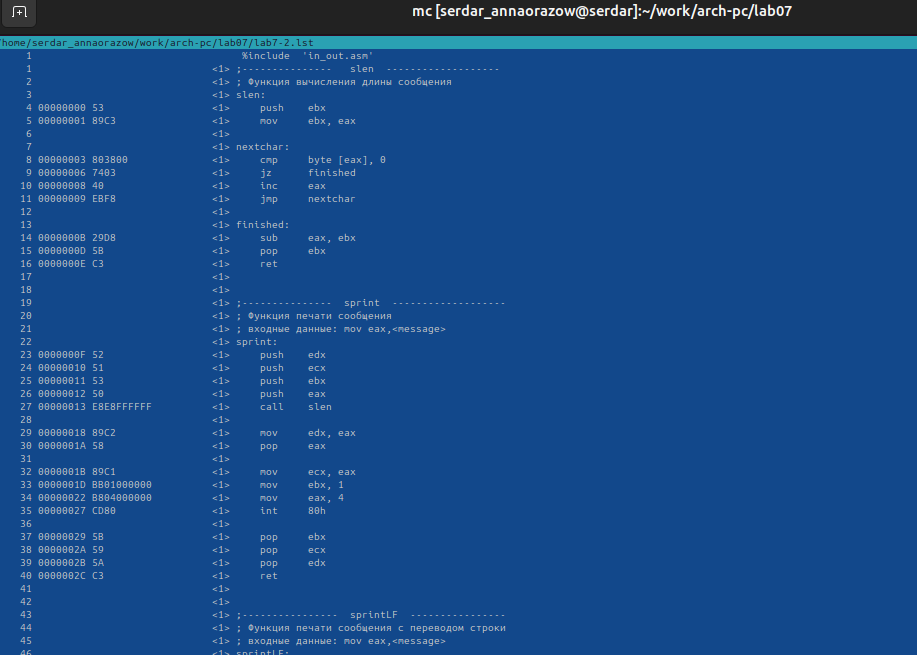 mc [serdar_annaorazow@serdar]:~/work/arch-pc/lab07
/home/serdar_annaorazow/work/arch-pc/lab07/lab7-2.lst
1 %include 'in_out.asm'
1 <1> ;--------------- slen -------------------
2 <1> ; Функция вычисления длины сообщения
3 <1> slen:
4 00000000 53 <1> push ebx
5 00000001 89C3 <1> mov ebx, eax
6 <1>
7 <1> nextchar:
8 00000003 803800 <1> cmp byte [eax], 0
9 00000006 7403 <1> jz finished
10 00000008 40 <1> inc eax
11 00000009 EBF8 <1> jmp nextchar
12 <1>
13 <1> finished:
14 0000000B 29D8 <1> sub eax, ebx
15 0000000D 5B <1> pop ebx
16 0000000E C3 <1> ret
17 <1>
18 <1>
19 <1> ;--------------- sprint -------------------
20 <1> ; Функция печати сообщения
21 <1> ; входные данные: mov eax,<message>
22 <1> sprint:
23 0000000F 52 <1> push edx
24 00000010 51 <1> push ecx
25 00000011 53 <1> push ebx
26 00000012 50 <1> push eax
27 00000013 E8E8FFFFFF <1> call slen
28 <1>
29 00000018 89C2 <1> mov edx, eax
30 0000001A 58 <1> pop eax
31 <1>
32 0000001B 89C1 <1> mov ecx, eax
33 0000001D BB01000000 <1> mov ebx, 1
34 00000022 B804000000 <1> mov eax, 4
35 00000027 CD80 <1> int 80h
36 <1>
37 00000029 5B <1> pop ebx
38 0000002A 59 <1> pop ecx
39 0000002B 5A <1> pop edx
40 0000002C C3 <1> ret
41 <1>
42 <1>
43 <1> ;---------------- sprintLF ----------------
44 <1> ; Функция печати сообщения с переводом строки
45 <1> ; входные данные: mov eax,<message>
46 <1> sprintLF: